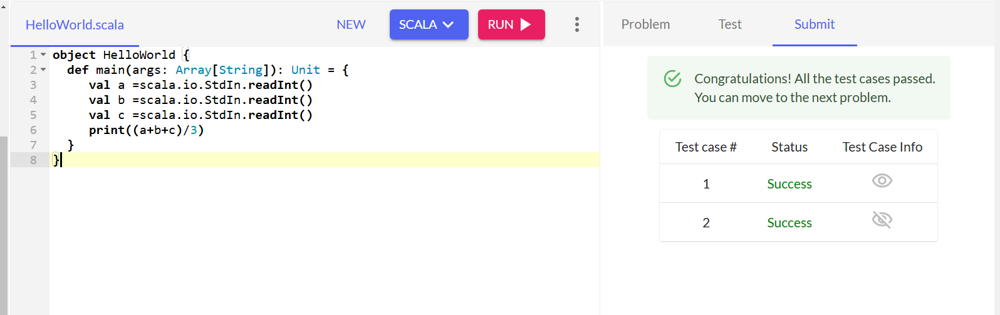 HelloWorld.scala NEW SCALA RUN
1 object HelloWorld {
2 def main(args: Array[String]): Unit = {
3 val a =scala.io.StdIn.readInt()
4 val b =scala.io.StdIn.readInt()
5 val c =scala.io.StdIn.readInt()
6 print((a+b+c)/3)
7 }
8 }
Problem Test Submit
Congratulations! All the test cases passed.
You can move to the next problem.
Test case # Status Test Case Info
1 Success
2 Success